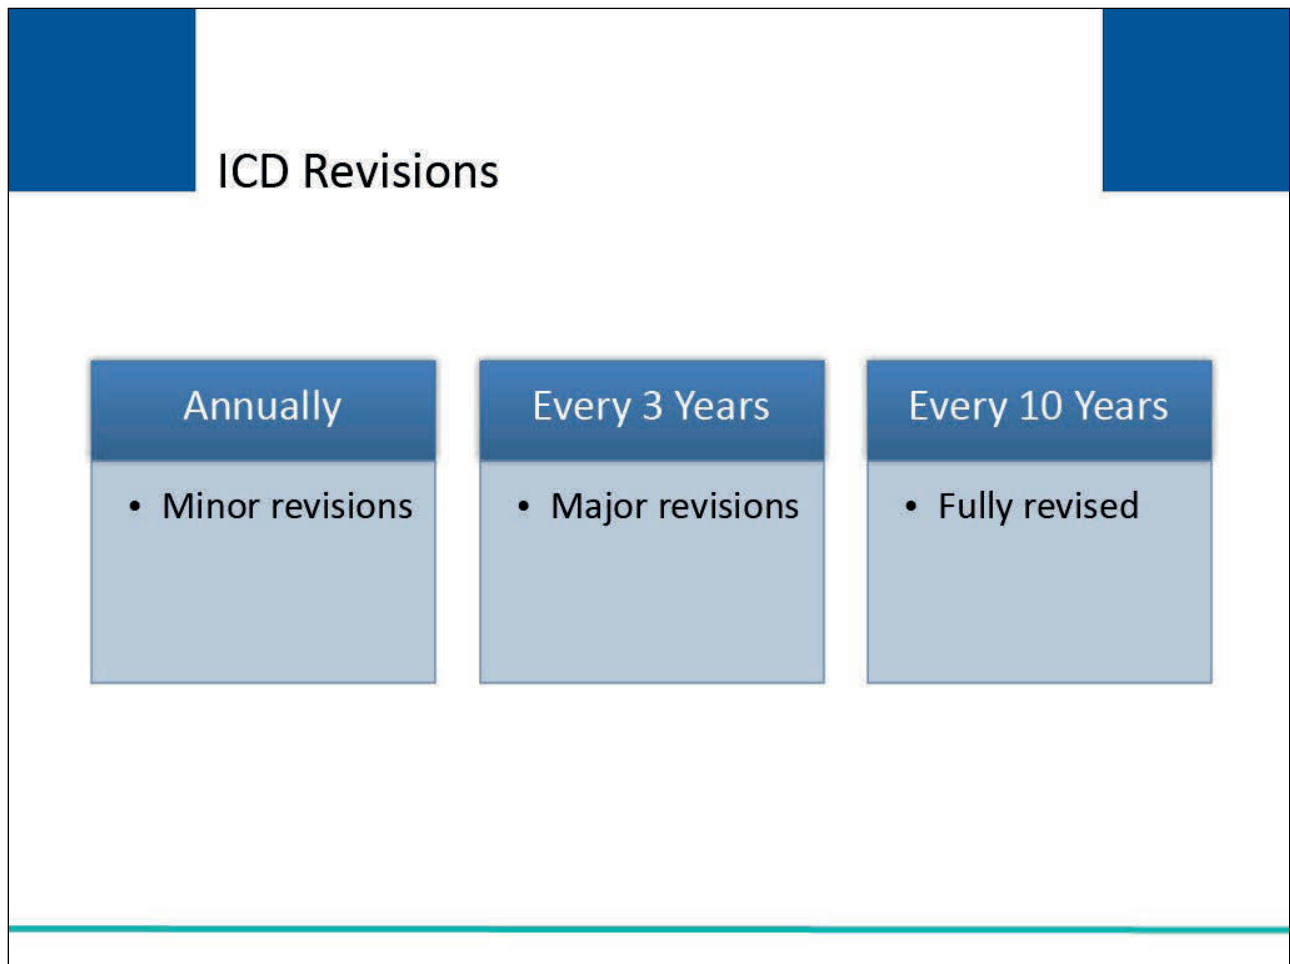 ICD Revisions
Annually
• Minor revisions
Every 3 Years
• Major revisions
Every 10 Years
• Fully revised